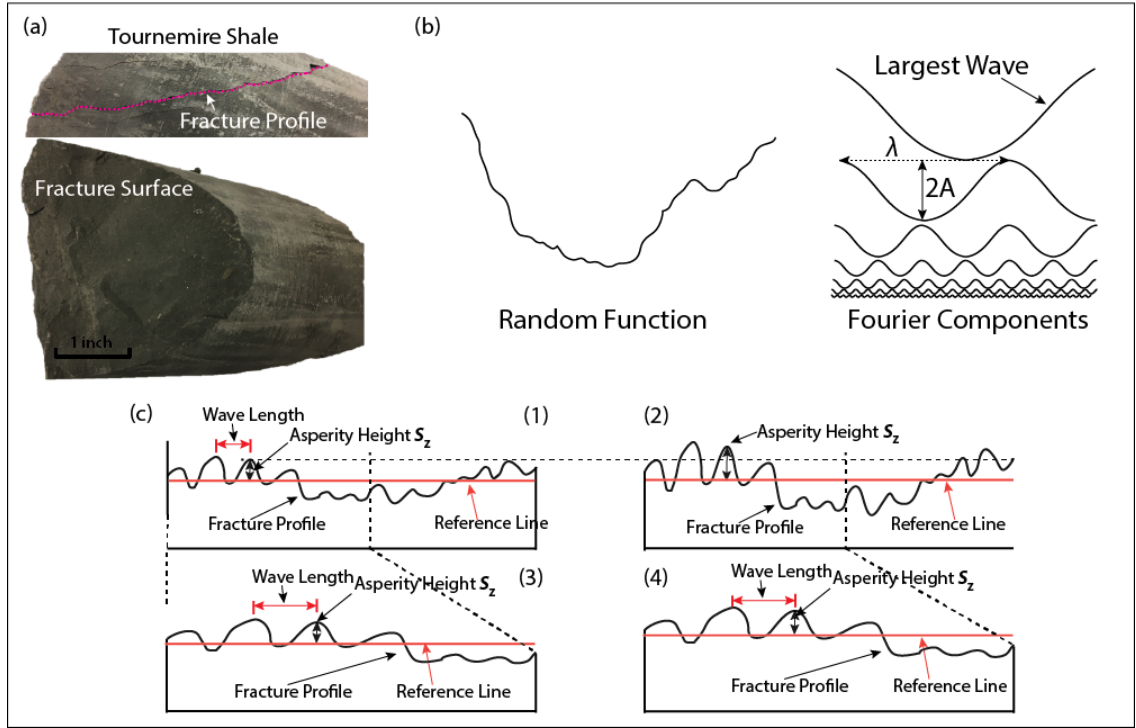 (a)
Tournemire Shale
Fracture Profile
Fracture Surface
1 inch
(b)
Largest Wave
λ
2A
Random Function
Fourier Components
(c)
(1)
Wave Length
Asperity Height Sz
Fracture Profile
Reference Line
(2)
Asperity Height Sz
Fracture Profile
Reference Line
(3)
Wave Length
Asperity Height Sz
Fracture Profile
Reference Line
(4)
Wave Length
Asperity Height Sz
Fracture Profile
Reference Line